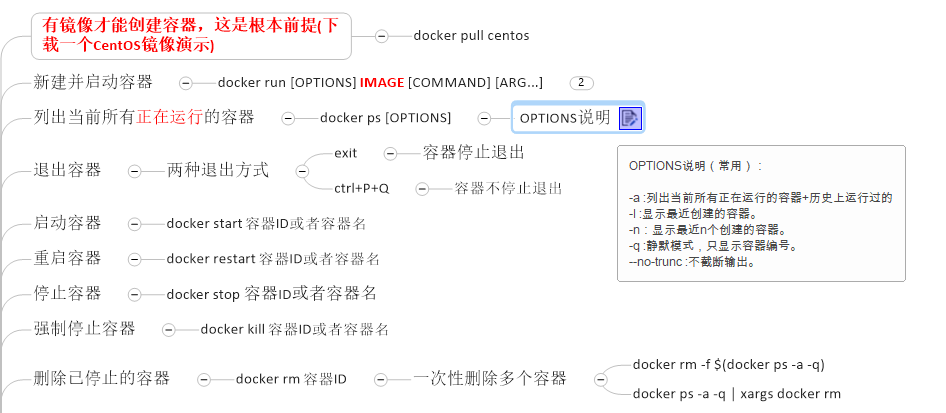 有镜像才能创建容器，这是根本前提(下
载一个CentOS镜像演示)
docker pull centos
新建并启动容器
docker run [OPTIONS] IMAGE [COMMAND] [ARG...]
2
列出当前所有正在运行的容器
docker ps [OPTIONS]
OPTIONS说明
OPTIONS说明（常用）：
-a :列出当前所有正在运行的容器+历史上运行过的
-l :显示最近创建的容器。
-n：显示最近n个创建的容器。
-q :静默模式，只显示容器编号。
--no-trunc :不截断输出。
退出容器
两种退出方式
exit
容器停止退出
ctrl+P+Q
容器不停止退出
启动容器
docker start 容器ID或者容器名
重启容器
docker restart 容器ID或者容器名
停止容器
docker stop 容器ID或者容器名
强制停止容器
docker kill 容器ID或者容器名
删除已停止的容器
docker rm 容器ID
一次性删除多个容器
docker rm -f $(docker ps -a -q)
docker ps -a -q | xargs docker rm